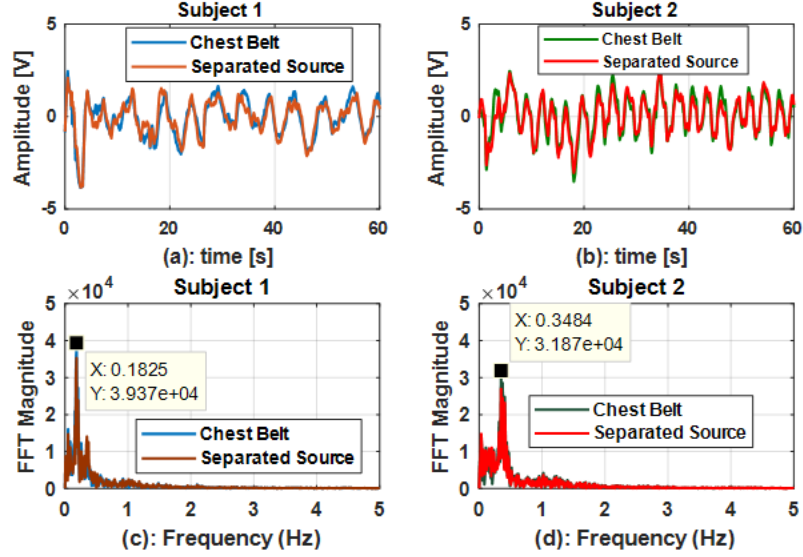 Subject 1
Amplitude [V]
5
0
-5
Chest Belt
Separated Source
0 20 40 60
(a): time [s]
Subject 2
Amplitude [V]
5
0
-5
Chest Belt
Separated Source
0 10 20 30 40 50 60
(b): time [s]
Subject 1
×10⁴
FFT Magnitude
5
4
3
2
1
0
X: 0.1825
Y: 3.937e+04
Chest Belt
Separated Source
0 1 2 3 4 5
(c): Frequency (Hz)
Subject 2
×10⁴
FFT Magnitude
5
4
3
2
1
0
X: 0.3484
Y: 3.187e+04
Chest Belt
Separated Source
0 1 2 3 4 5
(d): Frequency (Hz)